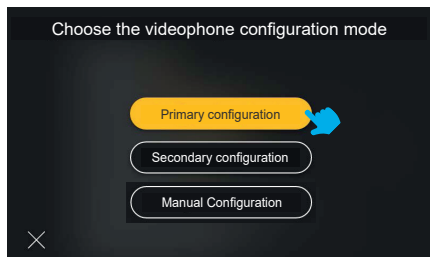 Choose the videophone configuration mode
Primary configuration
Secondary configuration
Manual Configuration